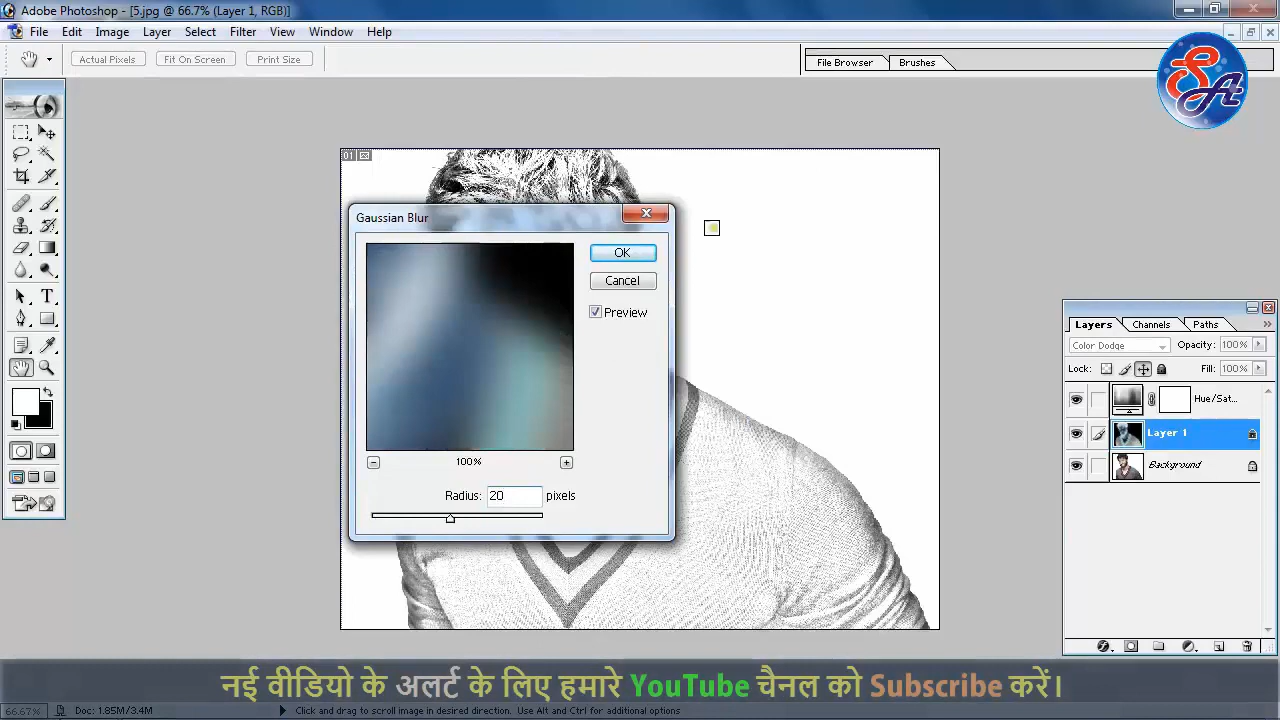 Adobe Photoshop - [5.jpg @ 66.7% (Layer 1, RGB)]
File Edit Image Layer Select Filter View Window Help
Actual Pixels Fit On Screen Print Size File Browser Brushes
SA
01
Gaussian Blur
OK
Cancel
Preview
100%
Radius: 20 pixels
Layers Channels Paths
Color Dodge Opacity: 100%
Lock: Fill: 100%
Hue/Sat...
Layer 1
Background
T
नई वीडियो के अलर्ट के लिए हमारे YouTube चैनल को Subscribe करें।
66.67% Doc: 1.85M/3.4M Click and drag to scroll image in desired direction. Use Alt and Ctrl for additional options